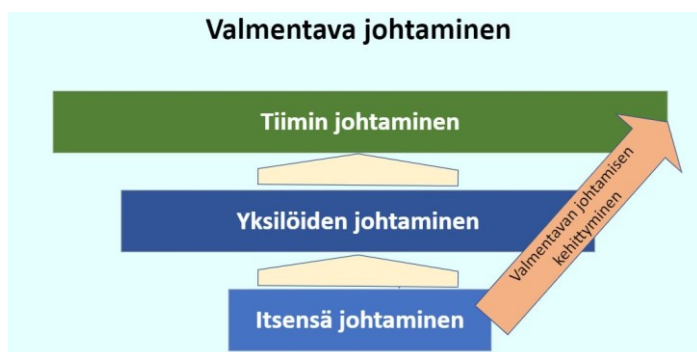 Valmentava johtaminen
Tiimin johtaminen
Yksilöiden johtaminen
Itsensä johtaminen
Valmentavan johtamisen
kehittyminen